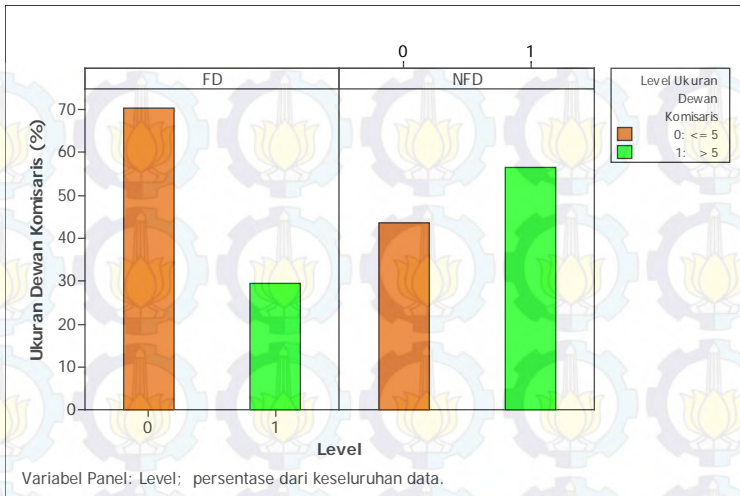 0 1
FD NFD
Level Ukuran
Dewan
Komisaris
0: <= 5
1: > 5
Ukuran Dewan Komisaris (%)
70
60
50
40
30
20
10
0
0 1
Level
Variabel Panel: Level; persentase dari keseluruhan data.